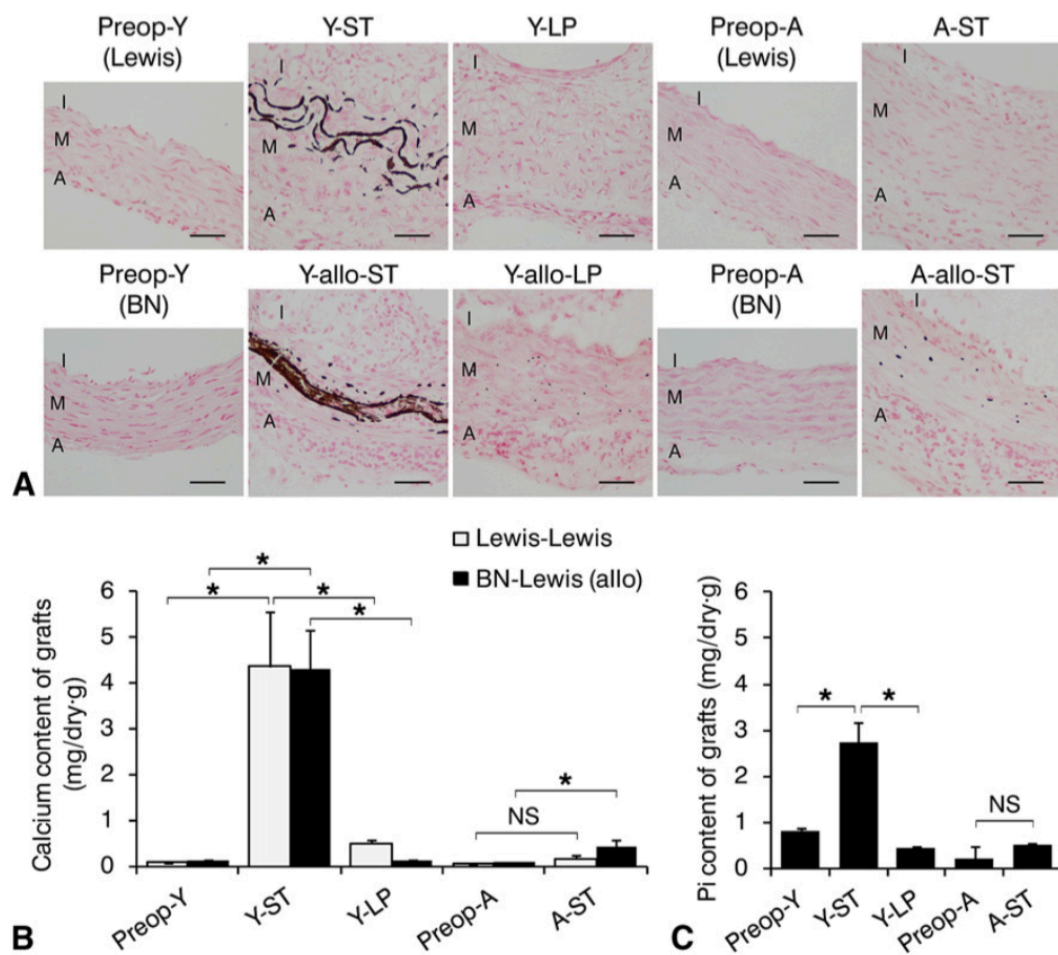 Preop-Y
(Lewis)
Y-ST
Y-LP
Preop-A
(Lewis)
A-ST
I
M
A
I
M
A
I
M
A
I
M
A
I
M
A
Preop-Y
(BN)
Y-allo-ST
Y-allo-LP
Preop-A
(BN)
A-allo-ST
I
M
A
I
M
A
I
M
A
I
M
A
I
M
A
A
Lewis-Lewis
BN-Lewis (allo)
Calcium content of grafts
(mg/dry·g)
6
5
4
3
2
1
0
*
*
*
*
NS
*
Preop-Y
Y-ST
Y-LP
Preop-A
A-ST
B
Pi content of grafts (mg/dry·g)
6
5
4
3
2
1
0
*
*
NS
Preop-Y
Y-ST
Y-LP
Preop-A
A-ST
C